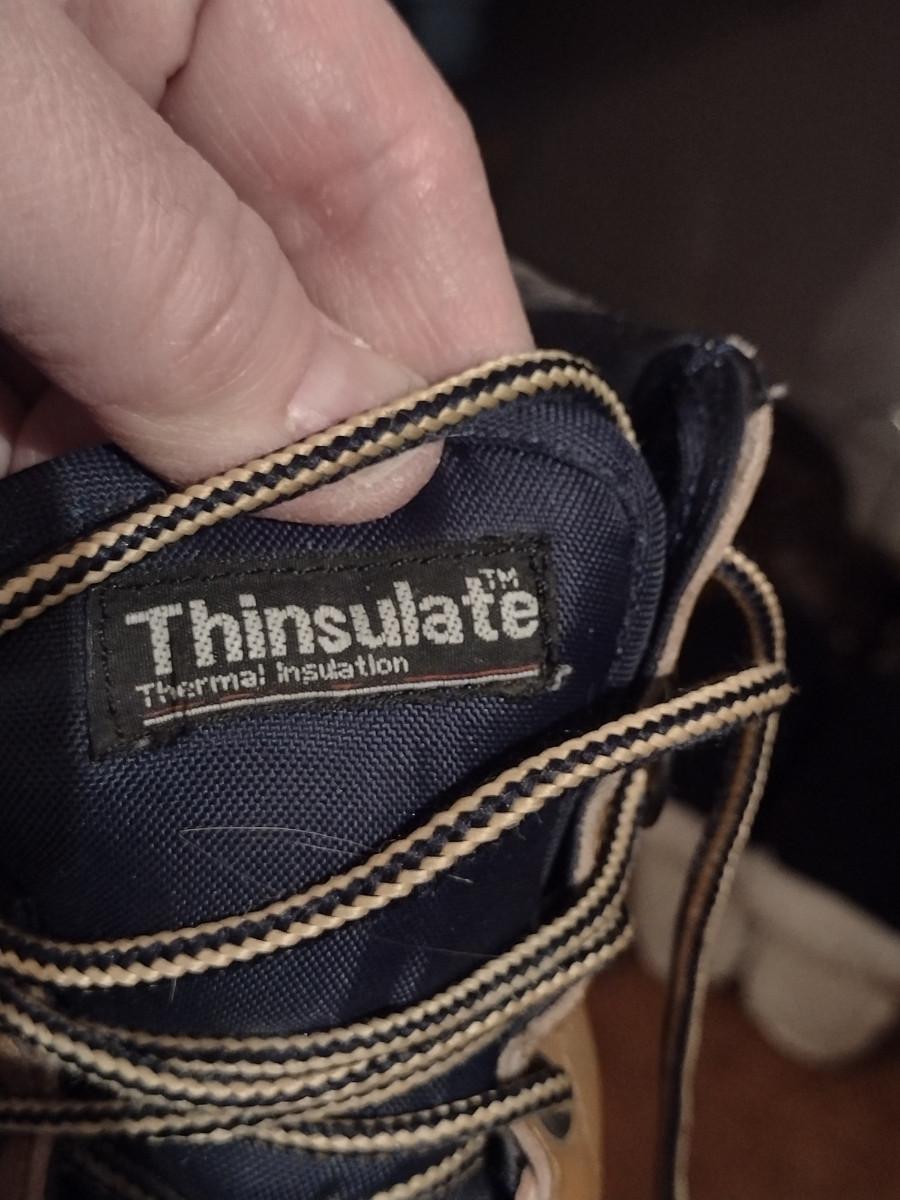 Thinsulate™
Thermal insulation